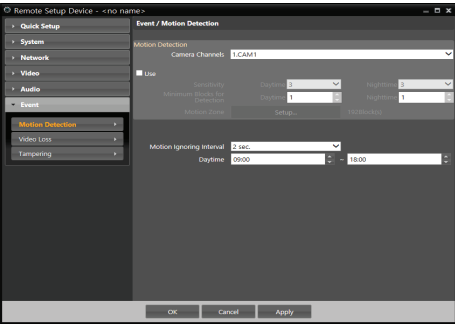 Remote Setup Device - <no name>
Quick Setup
System
Network
Video
Audio
Event
Motion Detection
Video Loss
Tampering
Event / Motion Detection
Motion Detection
Camera Channels 1.CAM1
Use
Sensitivity Daytime 3 Nighttime 3
Minimum Blocks for Detection Daytime 1 Nighttime 1
Motion Zone Setup...
Motion Ignoring Interval 2 sec.
Daytime 09:00 ~ 18:00
OK Cancel Apply